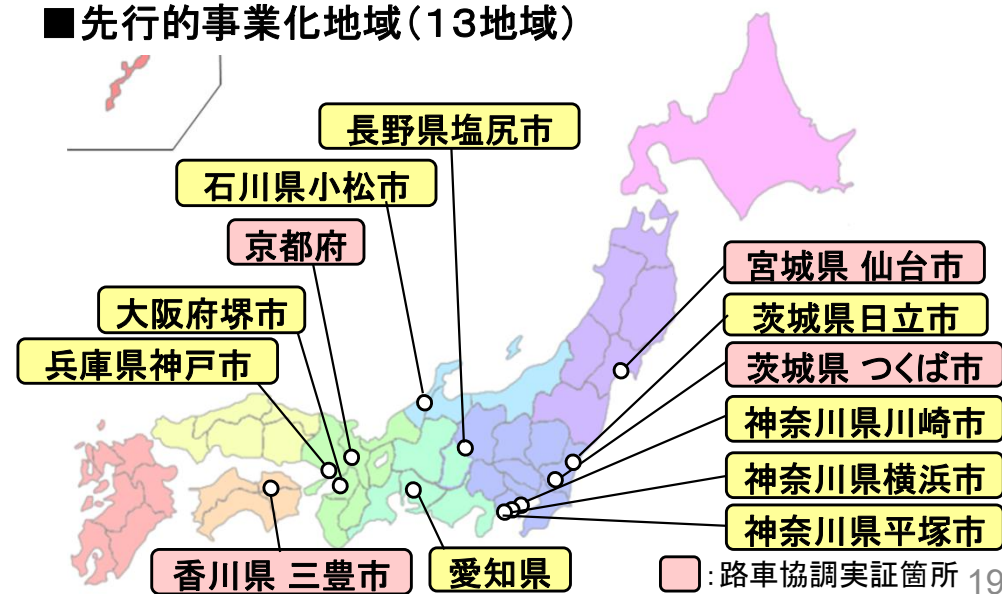 ■先行的事業化地域（１３地域）
長野県塩尻市
石川県小松市
京都府
大阪府堺市
兵庫県神戸市
宮城県 仙台市
茨城県日立市
茨城県 つくば市
神奈川県川崎市
神奈川県横浜市
神奈川県平塚市
香川県 三豊市
愛知県
：路車協調実証箇所
19